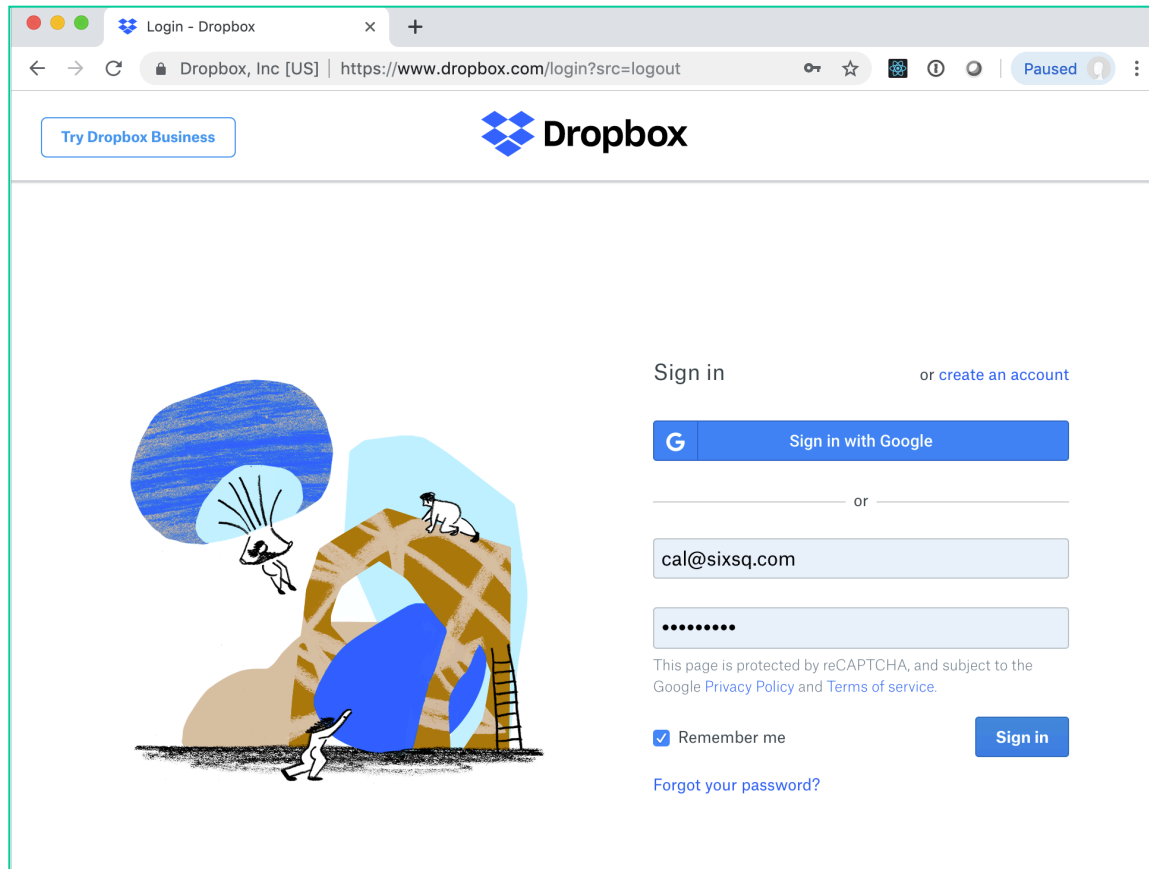 Login - Dropbox
Dropbox, Inc [US] | https://www.dropbox.com/login?src=logout
Paused
Try Dropbox Business
Dropbox
Sign in
or create an account
G
Sign in with Google
or
cal@sixsq.com
•••••••••
This page is protected by reCAPTCHA, and subject to the
Google Privacy Policy and Terms of service.
Remember me
Sign in
Forgot your password?